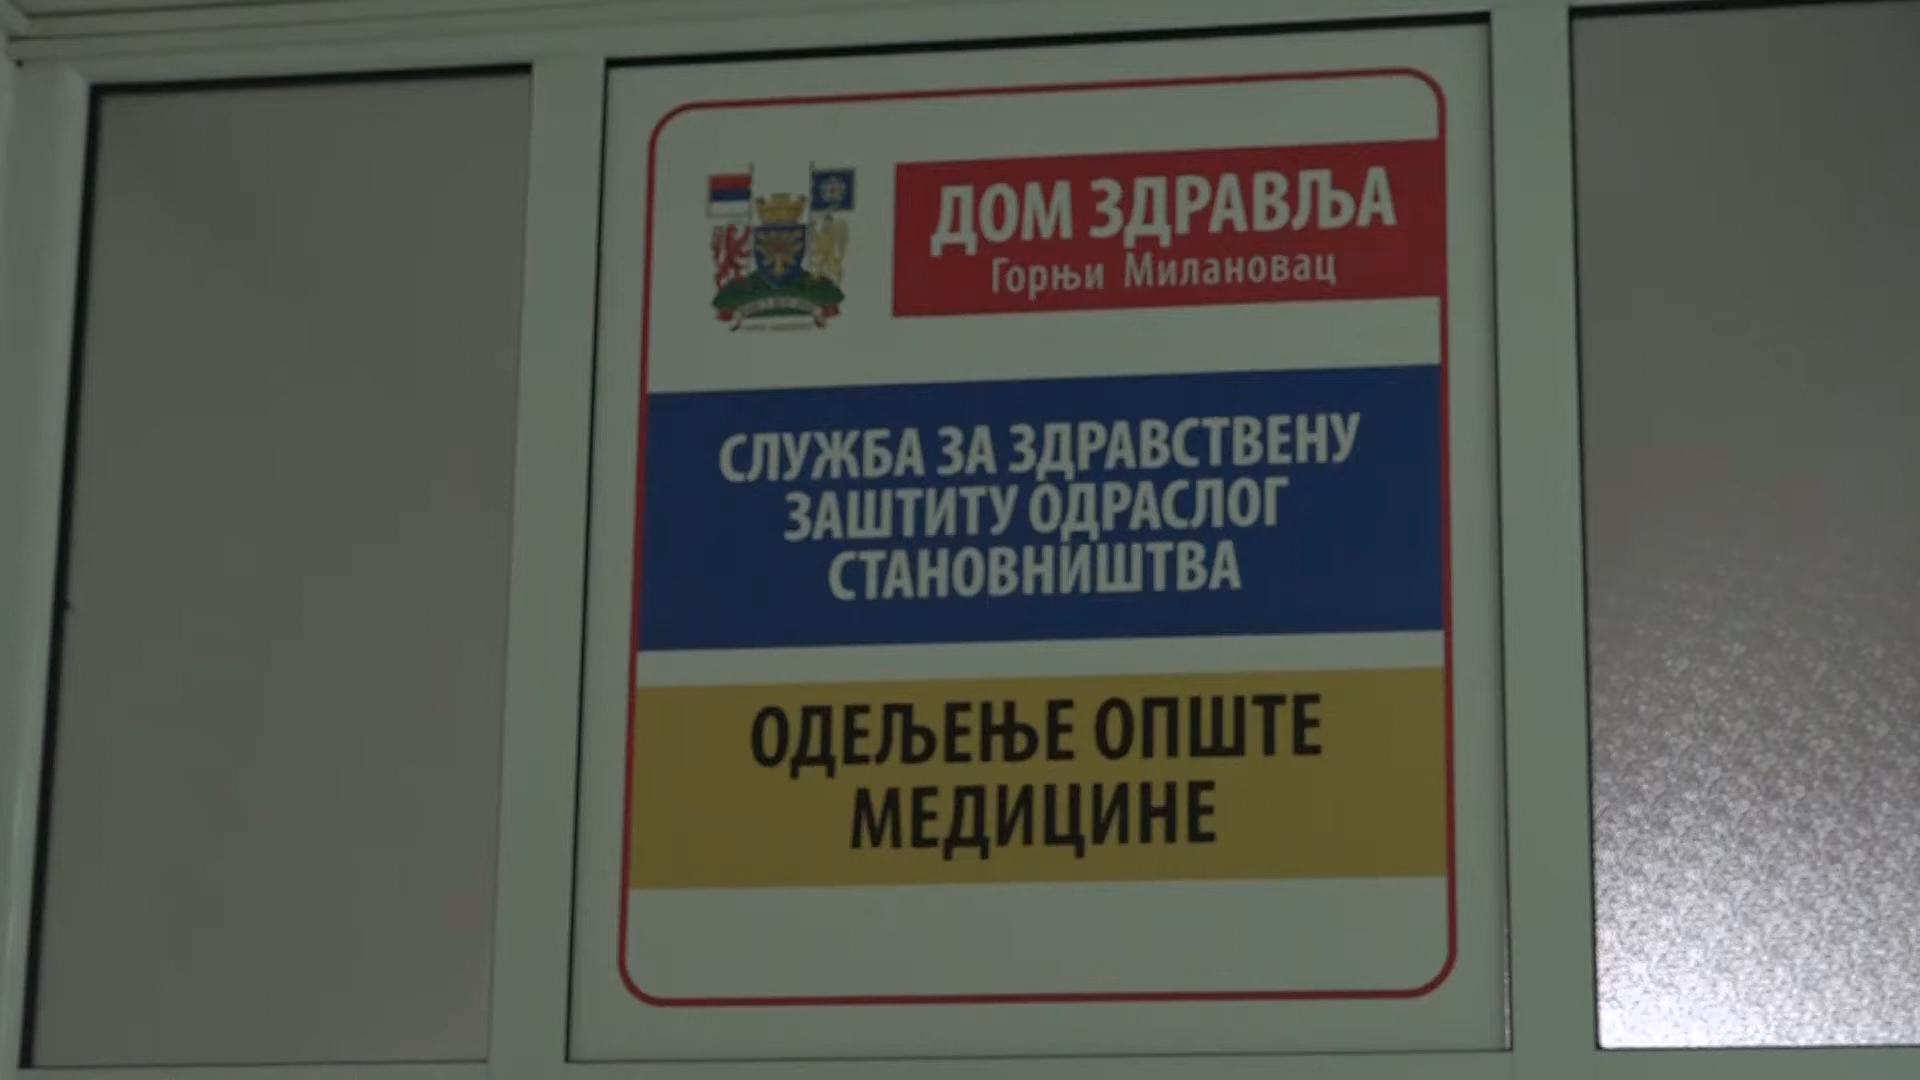 ДОМ ЗДРАВЉА
Горњи Милановац
СЛУЖБА ЗА ЗДРАВСТВЕНУ
ЗАШТИТУ ОДРАСЛОГ
СТАНОВНИШТВА
ОДЕЉЕЊЕ ОПШТЕ
МЕДИЦИНЕ